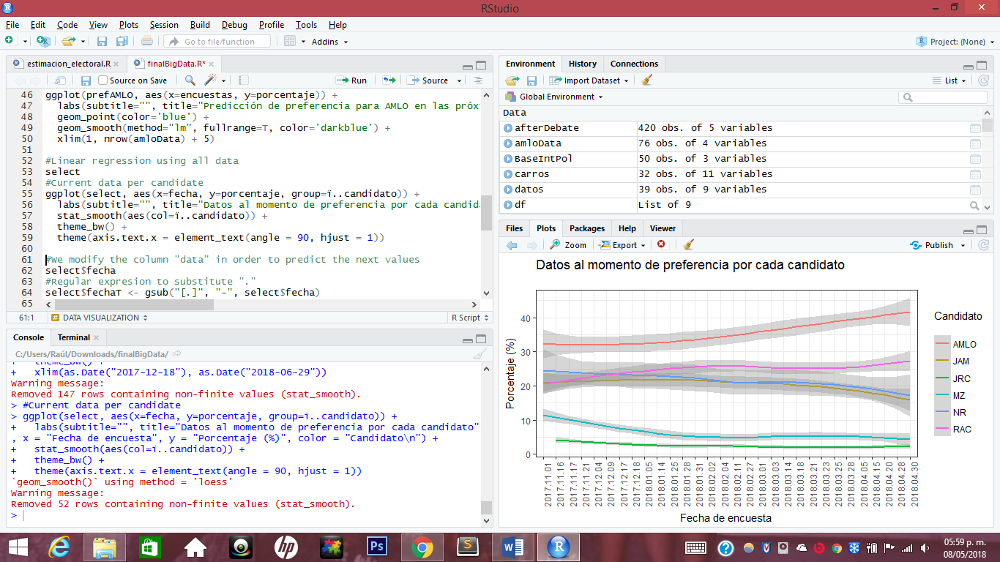 RStudio
File Edit Code View Plots Session Build Debug Profile Tools Help
Go to file/function Addins Project: (None)
estimacion_electoral.R finalBigData.R*
Source on Save Run Source
46 ggplot(prefAMLO, aes(x=encuestas, y=porcentaje)) +
47 labs(subtitle="", title="Predicción de preferencia para AMLO en las próx
48 geom_point(color='blue') +
49 geom_smooth(method="lm", fullrange=T, color='darkblue') +
50 xlim(1, nrow(amloData) + 5)
51
52 #Linear regression using all data
53 select
54 #Current data per candidate
55 ggplot(select, aes(x=fecha, y=porcentaje, group=ï..candidato)) +
56 labs(subtitle="", title="Datos al momento de preferencia por cada candida
57 stat_smooth(aes(col=ï..candidato)) +
58 theme_bw() +
59 theme(axis.text.x = element_text(angle = 90, hjust = 1))
60
61 #We modify the column "data" in order to predict the next values
62 select$fecha
63 #Regular expresion to substitute "."
64 select$fechaT <- gsub("[.]", "-", select$fecha)
65
61:1 # DATA VISUALIZATION R Script
Console Terminal
C:/Users/Raúl/Downloads/finalBigData/
+ theme_bw() +
+ xlim(as.Date("2017-12-18"), as.Date("2018-06-29"))
Warning message:
Removed 147 rows containing non-finite values (stat_smooth).
> #Current data per candidate
> ggplot(select, aes(x=fecha, y=porcentaje, group=ï..candidato)) +
+ labs(subtitle="", title="Datos al momento de preferencia por cada candidato"
, x = "Fecha de encuesta", y = "Porcentaje (%)", color = "Candidato\n") +
+ stat_smooth(aes(col=ï..candidato)) +
+ theme_bw() +
+ theme(axis.text.x = element_text(angle = 90, hjust = 1))
`geom_smooth()` using method = 'loess'
Warning message:
Removed 52 rows containing non-finite values (stat_smooth).
>
Environment History Connections
Import Dataset List
Global Environment
Data
afterDebate 420 obs. of 5 variables
amloData 76 obs. of 4 variables
BaseIntPol 50 obs. of 3 variables
carros 32 obs. of 11 variables
datos 39 obs. of 9 variables
df List of 9
Files Plots Packages Help Viewer
Zoom Export Publish
Datos al momento de preferencia por cada candidato
Porcentaje (%)
40
30
20
10
0
2017.11.01
2017.11.16
2017.11.17
2017.11.21
2017.12.04
2017.12.09
2017.12.17
2017.12.18
2018.01.05
2018.01.14
2018.01.25
2018.01.28
2018.01.31
2018.02.02
2018.02.04
2018.02.11
2018.03.01
2018.03.03
2018.03.14
2018.03.18
2018.03.21
2018.03.23
2018.03.28
2018.04.05
2018.04.15
2018.04.20
2018.04.28
2018.04.30
Fecha de encuesta
Candidato
AMLO
JAM
JRC
MZ
NR
RAC
hp
Ps
S
W
R
05:59 p. m.
08/05/2018